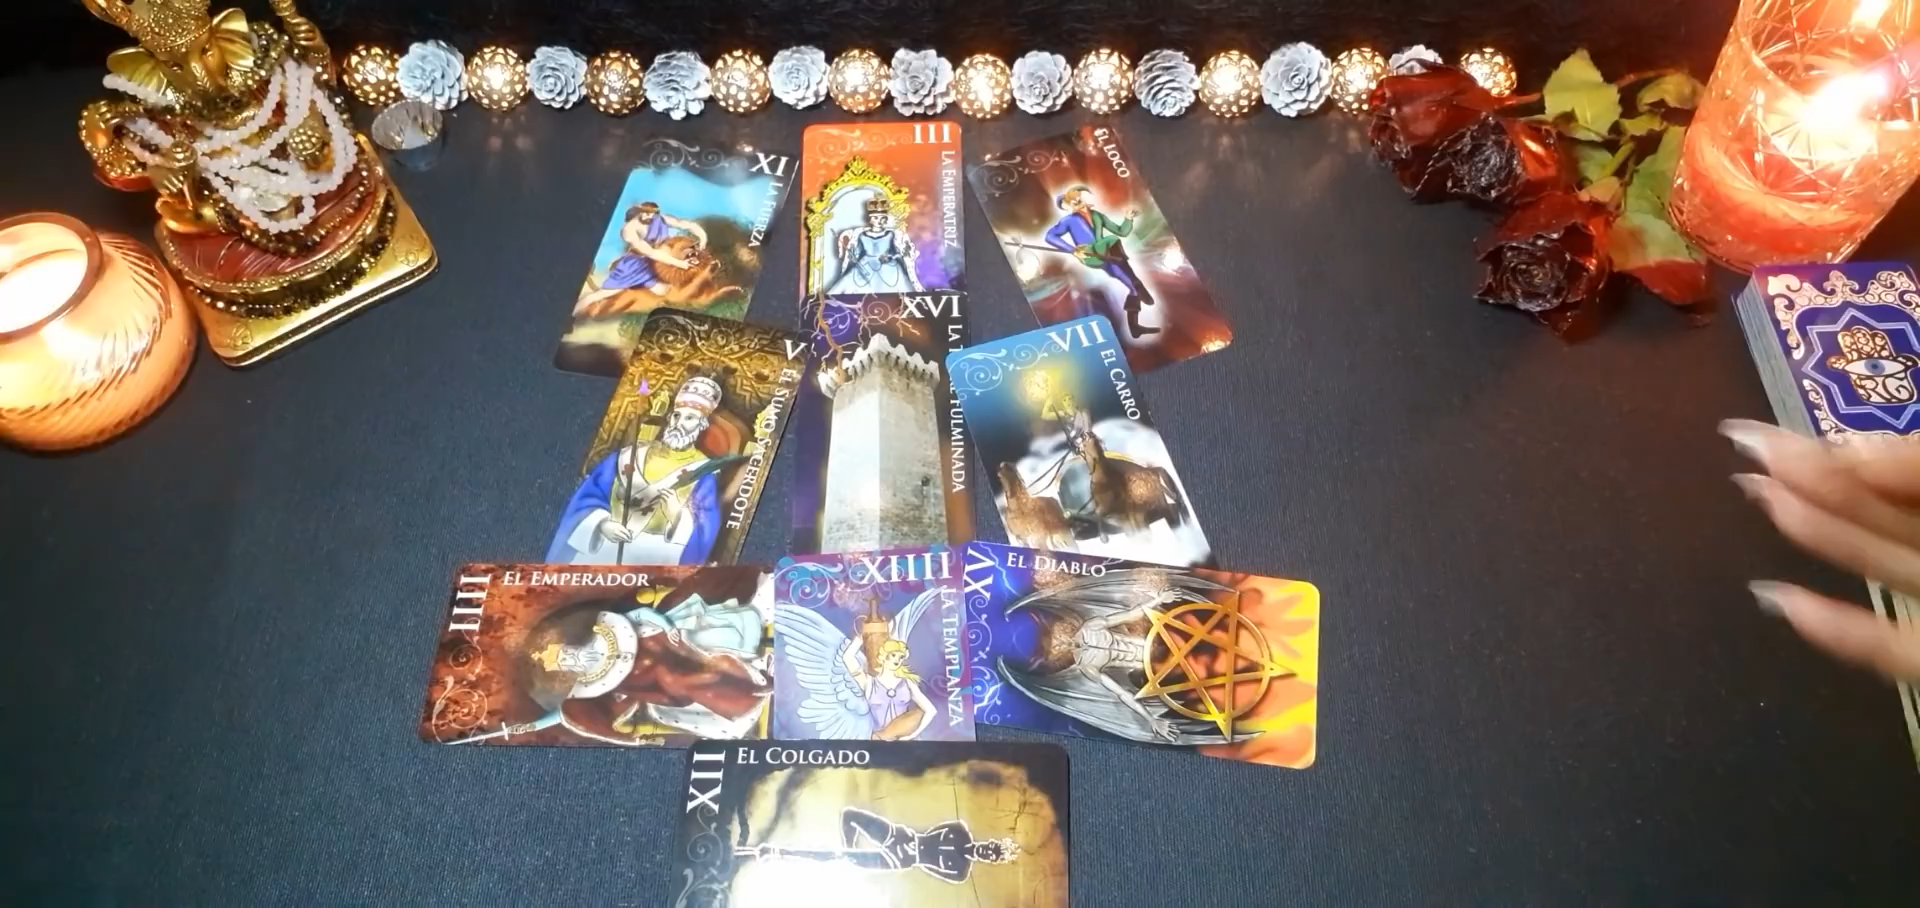 XI
LA FUERZA
III
LA EMPERATRIZ
EL LOCO
V
EL SUMO SACERDOTE
XVI
FULMINADA
VII
EL CARRO
IIII
EL EMPERADOR
XIIII
LA TEMPLANZA
XV
EL DIABLO
XII
EL COLGADO